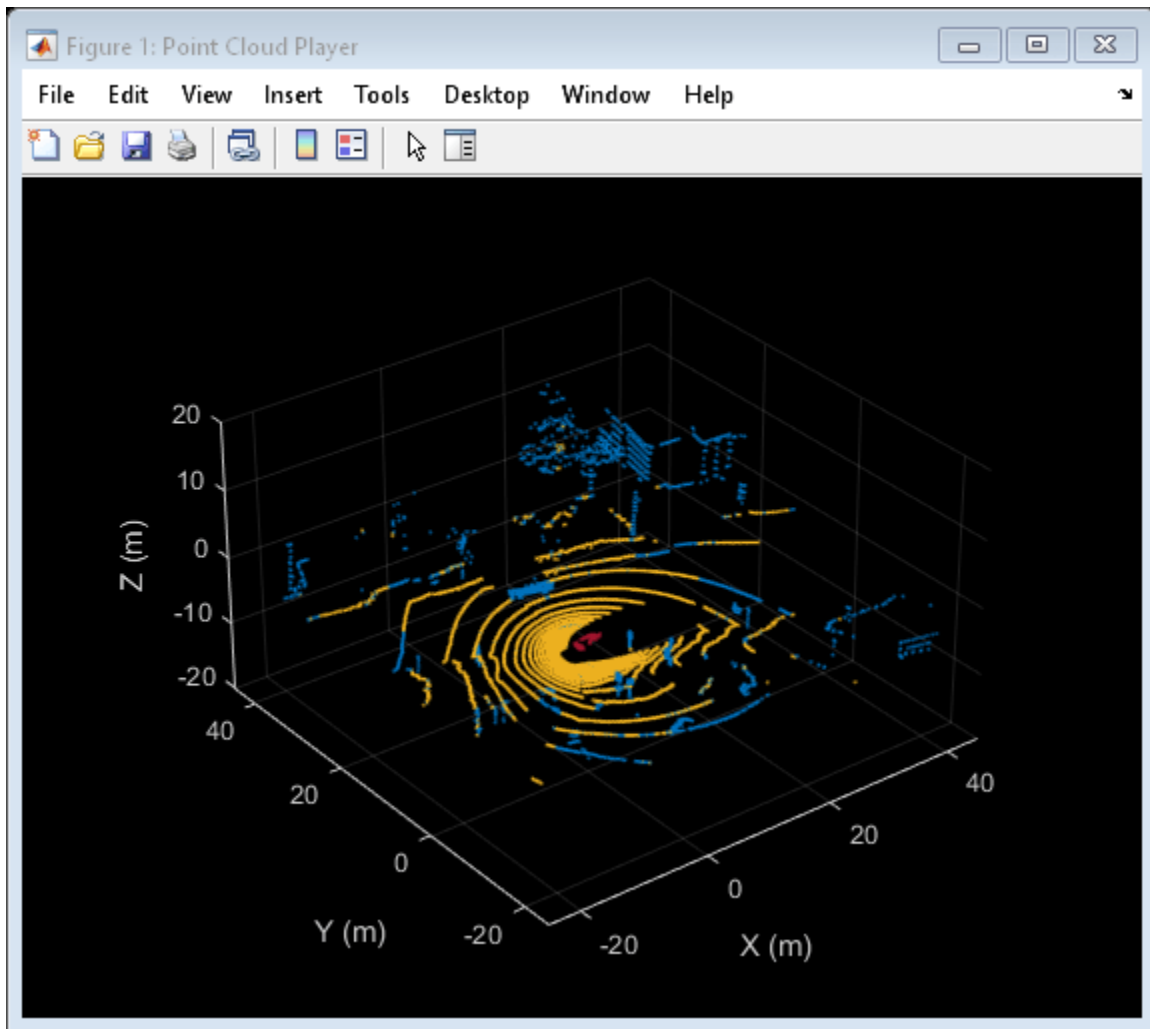 Figure 1: Point Cloud Player
File Edit View Insert Tools Desktop Window Help
20
10
0
-10
-20
Z (m)
40
20
0
-20
Y (m)
-20
0
20
40
X (m)